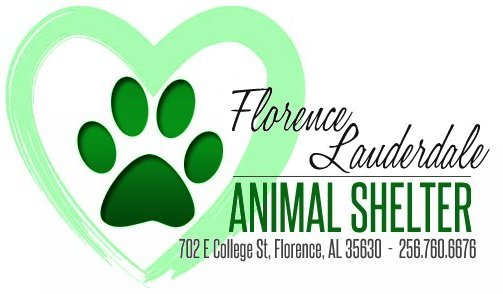 Florence
Lauderdale
ANIMAL SHELTER
702 E College St, Florence, AL 35630 - 256.760.6676